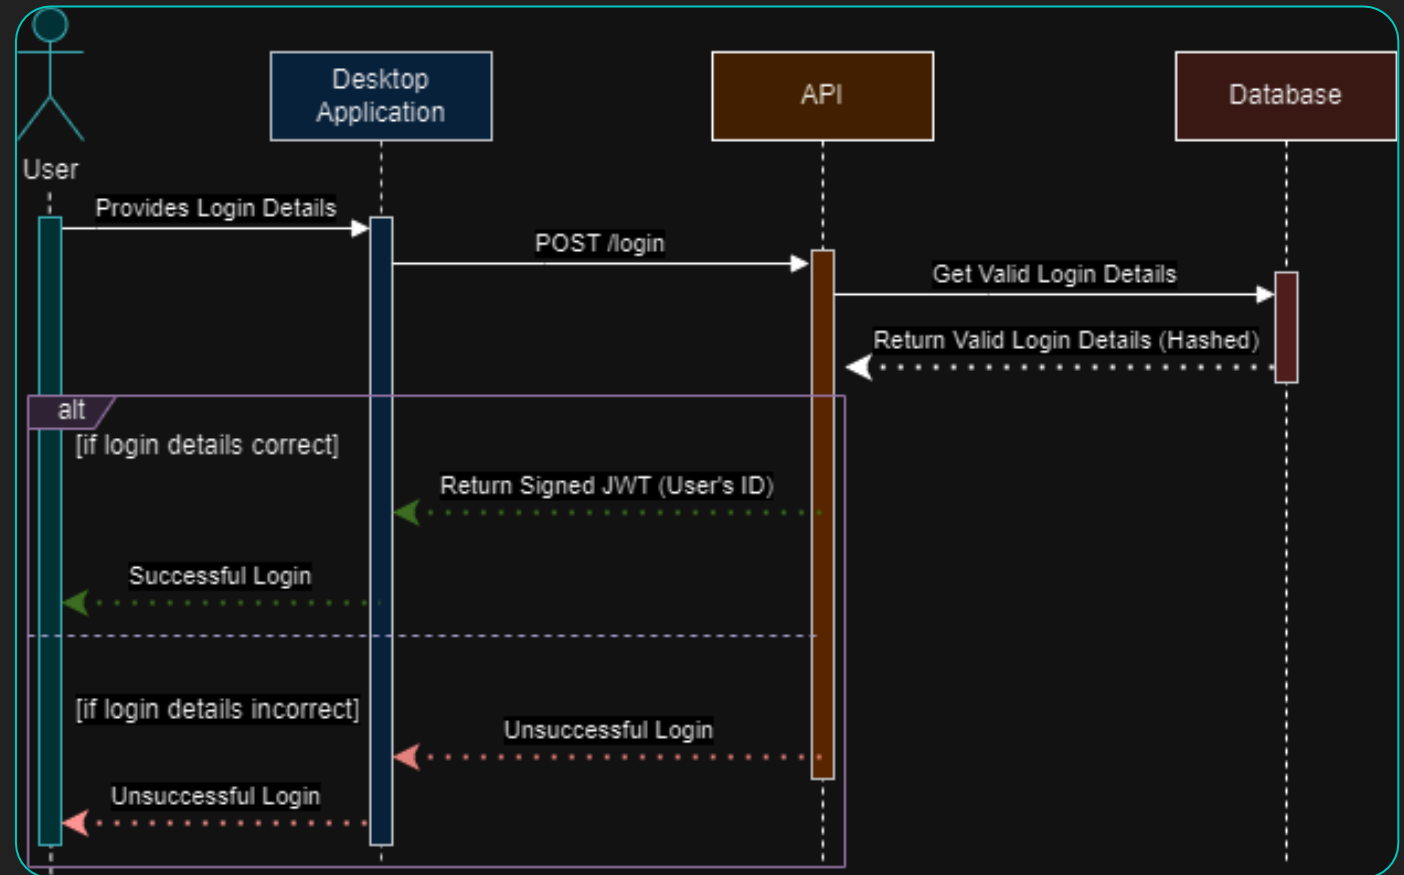 Desktop
Application
API
Database
User
Provides Login Details
POST /login
Get Valid Login Details
Return Valid Login Details (Hashed)
alt
[if login details correct]
Return Signed JWT (User's ID)
Successful Login
[if login details incorrect]
Unsuccessful Login
Unsuccessful Login